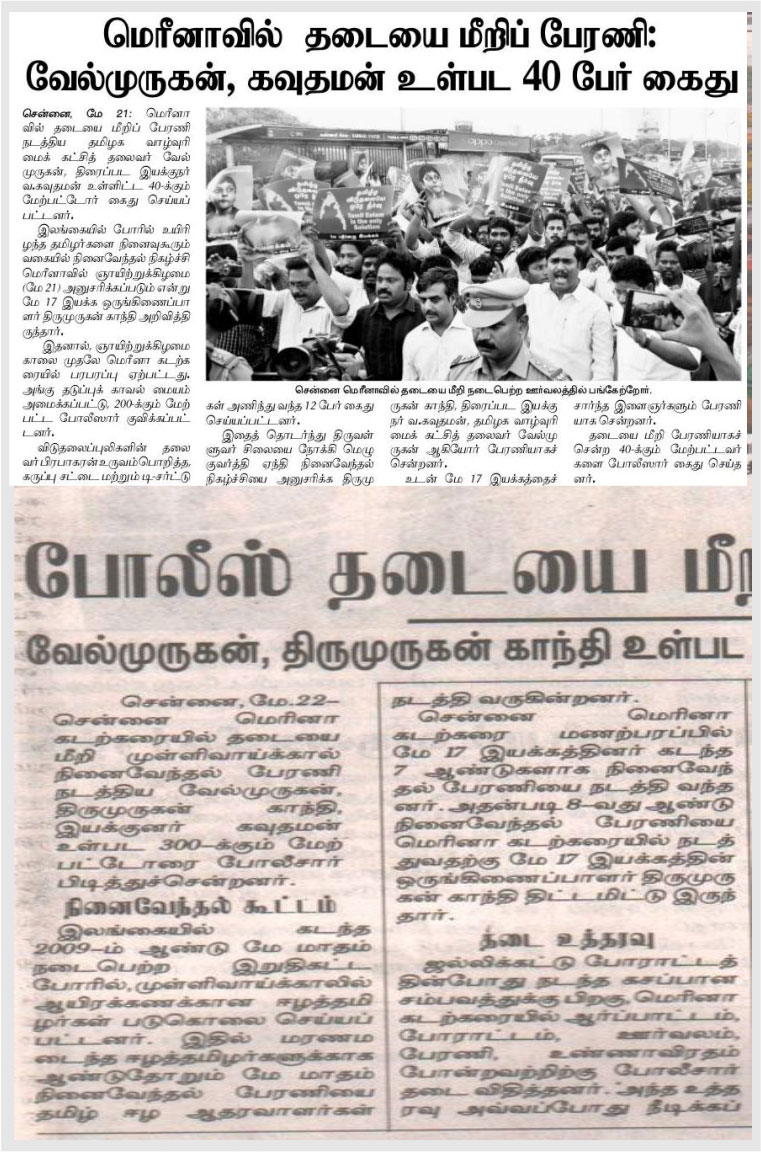 மெரீனாவில் தடையை மீறிப் பேரணி:
வேல்முருகன், கவுதமன் உள்பட 40 பேர் கைது
சென்னை, மே 21: மெரீனா
வில் தடையை மீறிப் பேரணி
நடத்திய தமிழக வாழ்வுரி
மைக் கட்சித் தலைவர் வேல்
முருகன், திரைப்பட இயக்குநர்
வ.கவுதமன் உள்ளிட்ட 40-க்கும்
மேற்பட்டோர் கைது செய்யப்
பட்டனர்.
இலங்கையில் போரில் உயிரி
ழந்த தமிழர்களை நினைவுகூரும்
வகையில் நினைவேந்தல் நிகழ்ச்சி
மெரினாவில் ஞாயிற்றுக்கிழமை
(மே 21) அனுசரிக்கப்படும் என்று
மே 17 இயக்க ஒருங்கிணைப்பா
ளர் திருமுருகன் காந்தி அறிவித்தி
ருந்தார்.
இதனால், ஞாயிற்றுக்கிழமை
காலை முதலே மெரினா கடற்க
ரையில் பரபரப்பு ஏற்பட்டது.
அங்கு தடுப்புக் காவல் மையம்
அமைக்கப்பட்டு, 200-க்கும் மேற்
பட்ட போலீஸார் குவிக்கப்பட்
டனர்.
விடுதலைப்புலிகளின் தலை
வர் பிரபாகரன் உருவம்பொறித்த,
கருப்பு சட்டை மற்றும் டி-சர்ட்டு
oppo
Tamil Eelam
is the only
Solution
சென்னை மெரீனாவில் தடையை மீறி நடைபெற்ற ஊர்வலத்தில் பங்கேற்றோர்.
கள் அணிந்து வந்த 12 பேர் கைது
செய்யப்பட்டனர்.
இதைத் தொடர்ந்து திருவள்
ளுவர் சிலையை நோக்கி மெழு
குவர்த்தி ஏந்தி நினைவேந்தல்
நிகழ்ச்சியை அனுசரிக்க திருமு
ருகன் காந்தி, திரைப்பட இயக்கு
நர் வ.கவுதமன், தமிழக வாழ்வுரி
மைக் கட்சித் தலைவர் வேல்மு
ருகன் ஆகியோர் பேரணியாகச்
சென்றனர்.
உடன் மே 17 இயக்கத்தைச்
சார்ந்த இளைஞர்களும் பேரணி
யாக சென்றனர்.
தடையை மீறி பேரணியாகச்
சென்ற 40-க்கும் மேற்பட்டவர்
களை போலீஸார் கைது செய்த
னர்.
போலீஸ் தடையை மீறி
வேல்முருகன், திருமுருகன் காந்தி உள்பட
சென்னை, மே.22–
சென்னை மெரினா
கடற்கரையில் தடையை
மீறி முள்ளிவாய்க்கால்
நினைவேந்தல் பேரணி
நடத்திய வேல்முருகன்,
திருமுருகன் காந்தி,
இயக்குனர் கவுதமன்
உள்பட 300–க்கும் மேற்
பட்டோரை போலீசார்
பிடித்துச்சென்றனர்.
நினைவேந்தல் கூட்டம்
இலங்கையில் கடந்த
2009–ம் ஆண்டு மே மாதம்
நடைபெற்ற இறுதிகட்ட
போரில், முள்ளிவாய்க்காலில்
ஆயிரக்கணக்கான ஈழத்தமி
ழர்கள் படுகொலை செய்யப்
பட்டனர். இதில் மரணம
டைந்த ஈழத்தமிழர்களுக்காக
ஆண்டுதோறும் மே மாதம்
நினைவேந்தல் பேரணியை
தமிழ் ஈழ ஆதரவாளர்கள்
நடத்தி வருகின்றனர்.
சென்னை மெரினா
கடற்கரை மணற்பரப்பில்
மே 17 இயக்கத்தினர் கடந்த
7 ஆண்டுகளாக நினைவேந்
தல் பேரணியை நடத்தி வந்த
னர். அதன்படி 8–வது ஆண்டு
நினைவேந்தல் பேரணியை
மெரினா கடற்கரையில் நடத்
துவதற்கு மே 17 இயக்கத்தின்
ஒருங்கிணைப்பாளர் திருமுரு
கன் காந்தி திட்டமிட்டு இருந்
தார்.
தடை உத்தரவு
ஜல்லிக்கட்டு போராட்டத்
தின்போது நடந்த கசப்பான
சம்பவத்துக்கு பிறகு, மெரினா
கடற்கரையில் ஆர்ப்பாட்டம்,
போராட்டம், ஊர்வலம்,
பேரணி, உண்ணாவிரதம்
போன்றவற்றிற்கு போலீசார்
தடை விதித்தனர். அந்த உத்த
ரவு அவ்வப்போது நீடிக்கப்